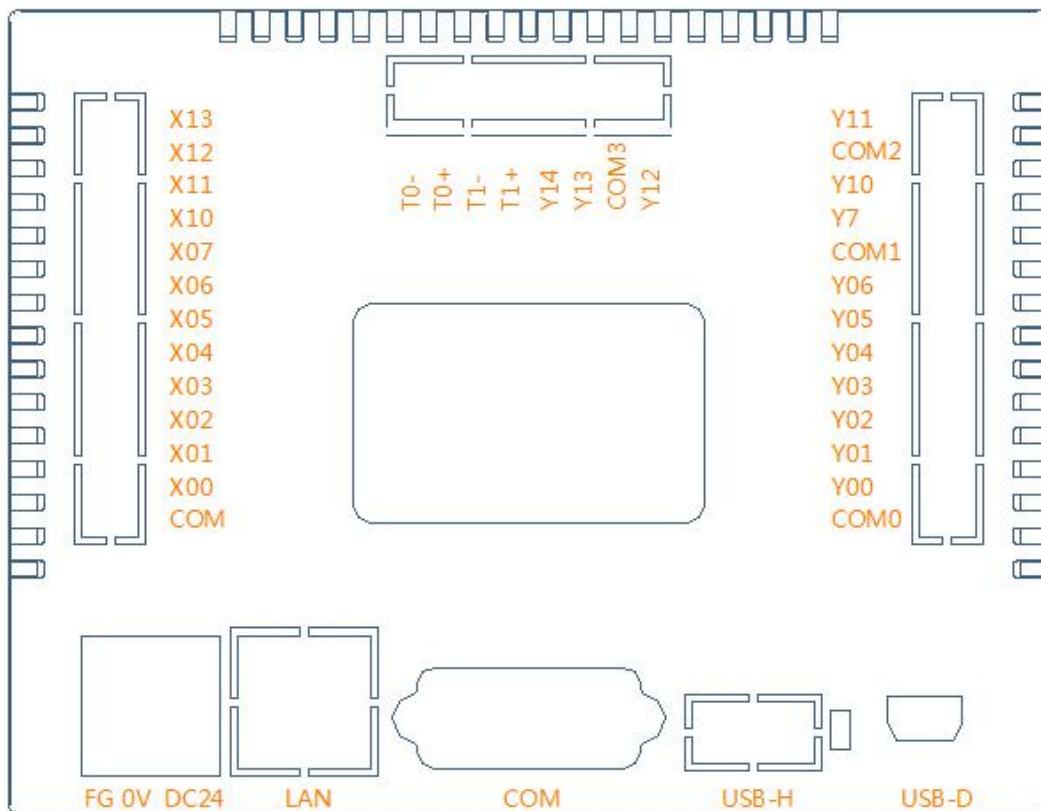 X13
X12
X11
X10
X07
X06
X05
X04
X03
X02
X01
X00
COM
T0-
T0+
T1-
T1+
Y14
Y13
COM3
Y12
Y11
COM2
Y10
Y7
COM1
Y06
Y05
Y04
Y03
Y02
Y01
Y00
COM0
FG 0V DC24
LAN
COM
USB-H
USB-D